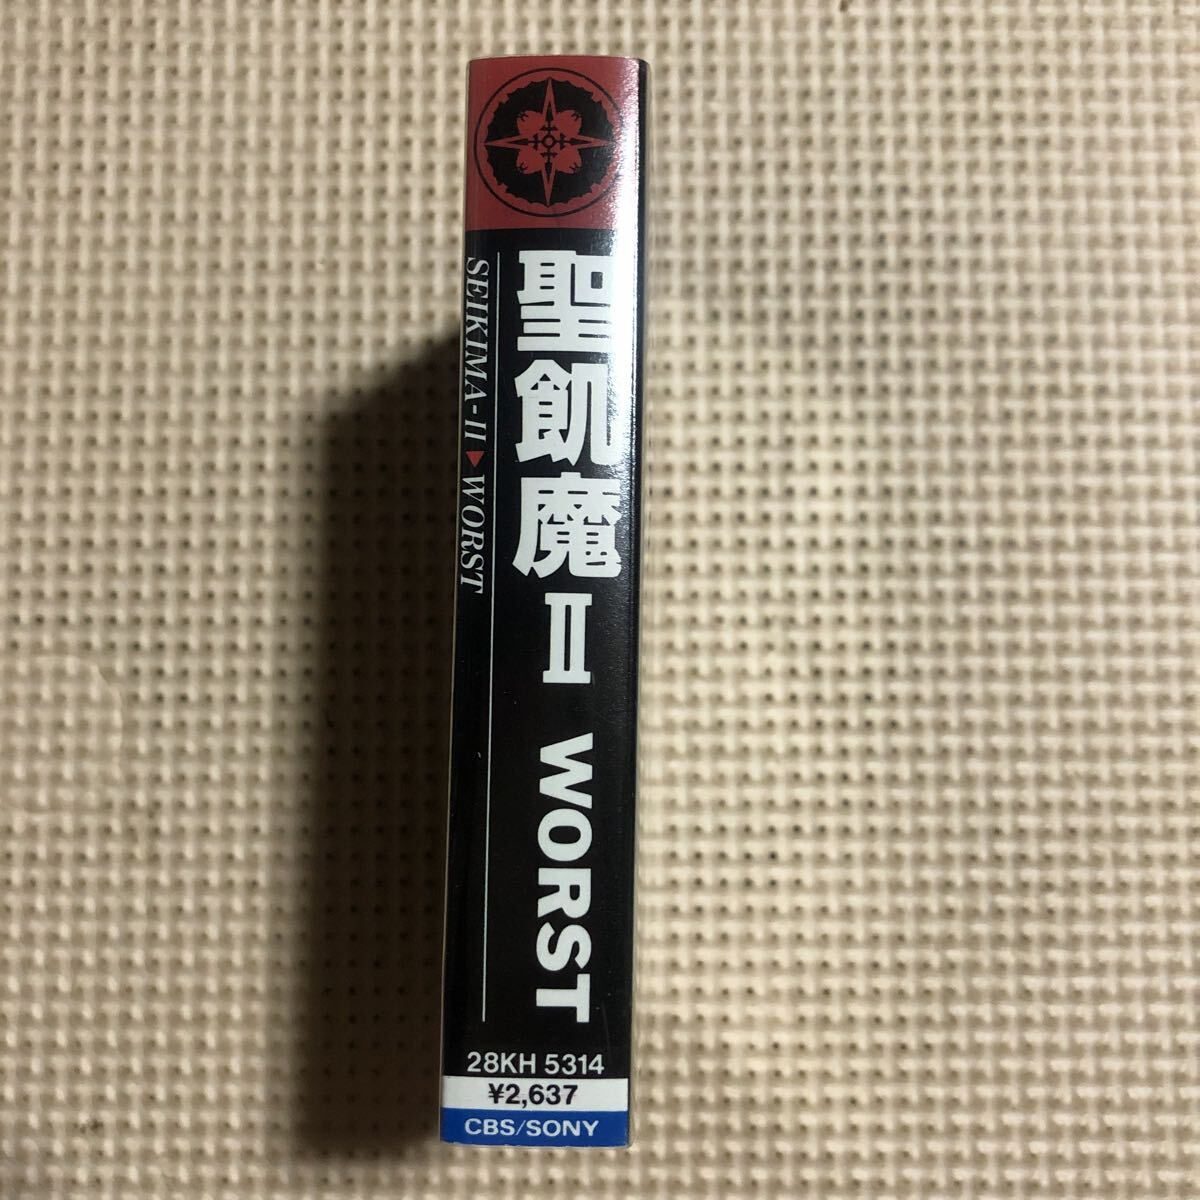 聖飢魔Ⅱ WORST
SEIKIMA-II ▶ WORST
28KH 5314
¥2,637
CBS/SONY